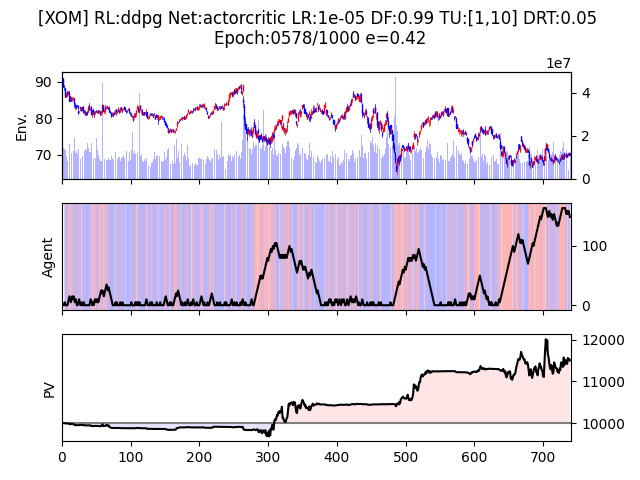 [XOM] RL:ddpg Net:actorcritic LR:1e-05 DF:0.99 TU:[1,10] DRT:0.05
Epoch:0578/1000 e=0.42
1e7
90
80
70
Env.
4
2
0
Agent
100
0
PV
12000
11000
10000
0 100 200 300 400 500 600 700